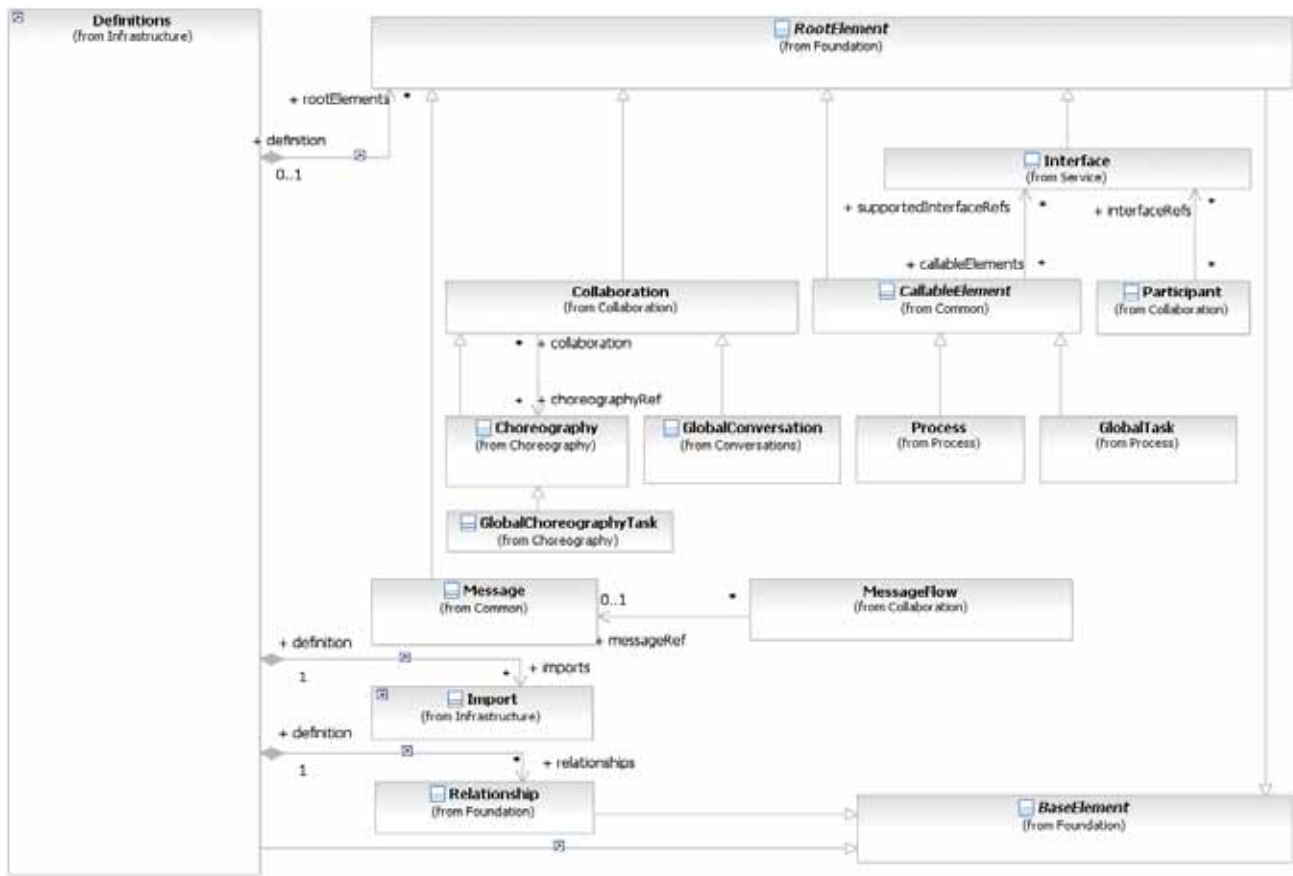 Definitions
(from Infrastructure)
RootElement
(from Foundation)
+ rootElements *
+ definition
0..1
Interface
(from Service)
+ supportedInterfaceRefs *
+ interfaceRefs *
+ callableElements *
*
Collaboration
(from Collaboration)
CallableElement
(from Common)
Participant
(from Collaboration)
* + collaboration
* + choreographyRef
Choreography
(from Choreography)
GlobalConversation
(from Conversations)
Process
(from Process)
GlobalTask
(from Process)
GlobalChoreographyTask
(from Choreography)
Message
(from Common)
0..1 *
MessageFlow
(from Collaboration)
+ messageRef
+ definition
1
* + imports
Import
(from Infrastructure)
+ definition
1
* + relationships
Relationship
(from Foundation)
BaseElement
(from Foundation)